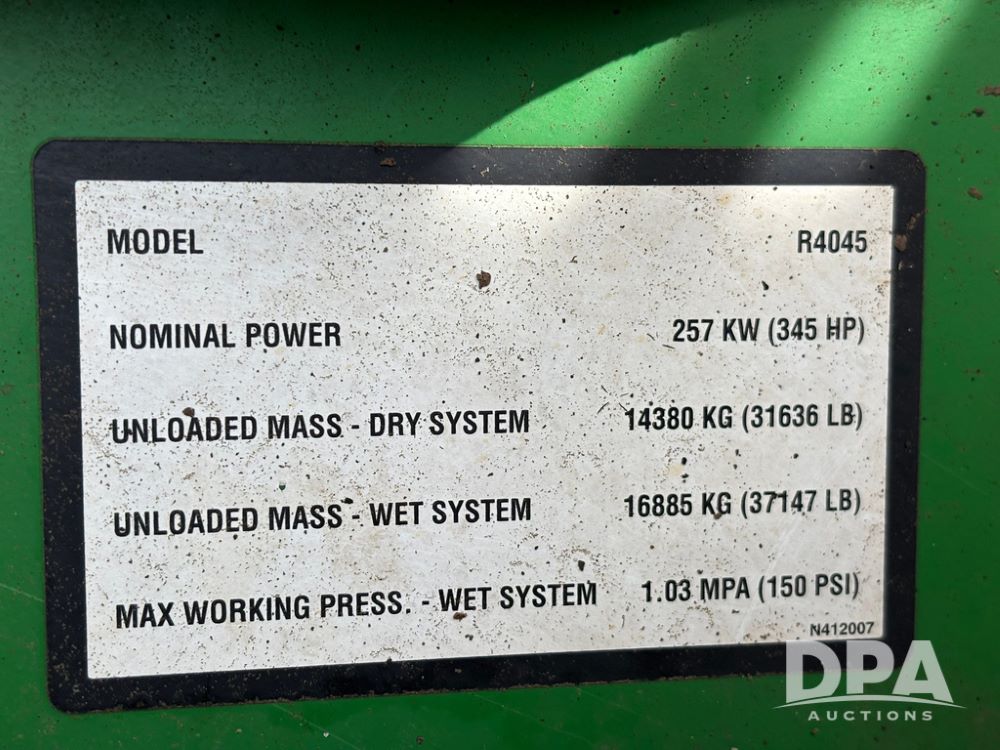 MODEL R4045
NOMINAL POWER 257 KW (345 HP)
UNLOADED MASS - DRY SYSTEM 14380 KG (31636 LB)
UNLOADED MASS - WET SYSTEM 16885 KG (37147 LB)
MAX WORKING PRESS. - WET SYSTEM 1.03 MPA (150 PSI)
N412007
DPA
AUCTIONS